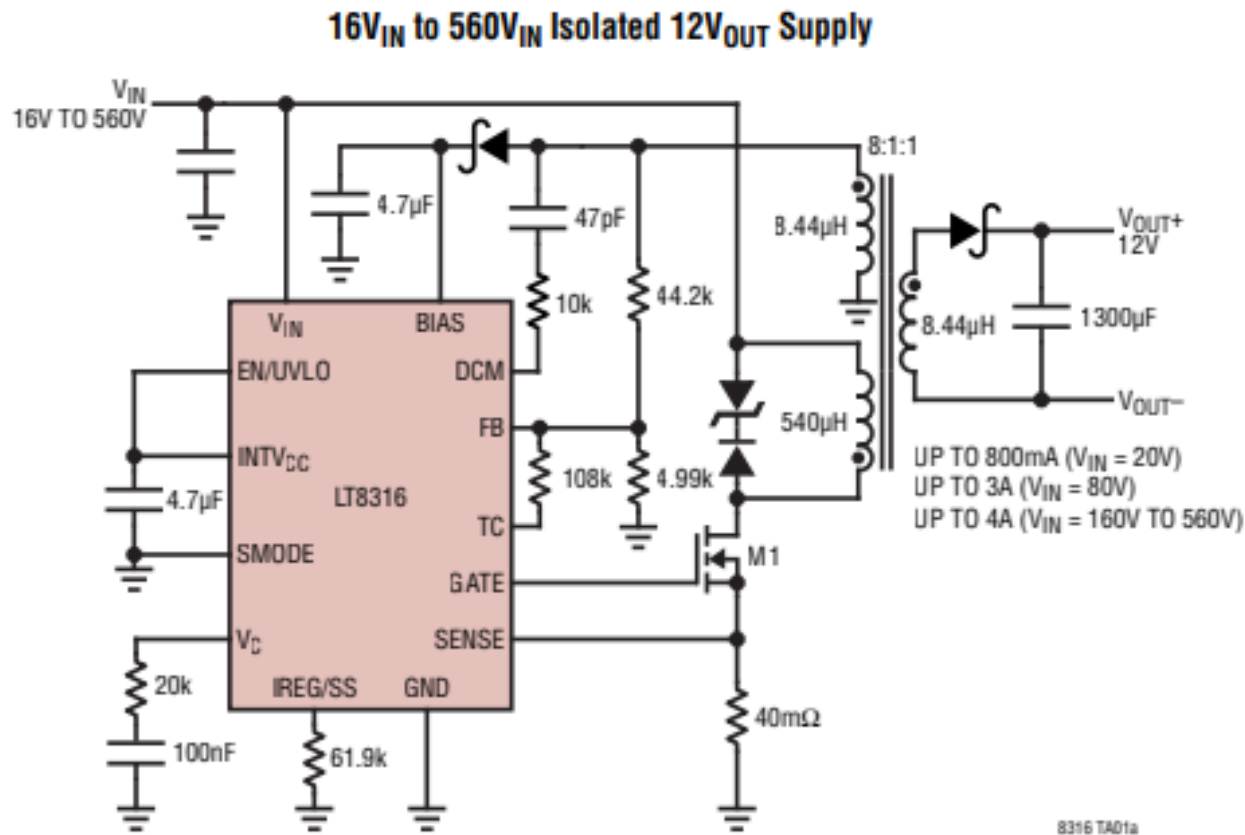 16VIN to 560VIN Isolated 12VOUT Supply
VIN
16V TO 560V
8:1:1
4.7µF
47pF
8.44µH
VOUT+
12V
10k
44.2k
8.44µH
1300µF
VIN
BIAS
EN/UVLO
DCM
VOUT–
FB
540µH
INTVCC
4.7µF
LT8316
108k
4.99k
UP TO 800mA (VIN = 20V)
UP TO 3A (VIN = 80V)
UP TO 4A (VIN = 160V TO 560V)
TC
SMODE
M1
GATE
VC
SENSE
20k
IREG/SS
GND
40mΩ
100nF
61.9k
8316 TA01a